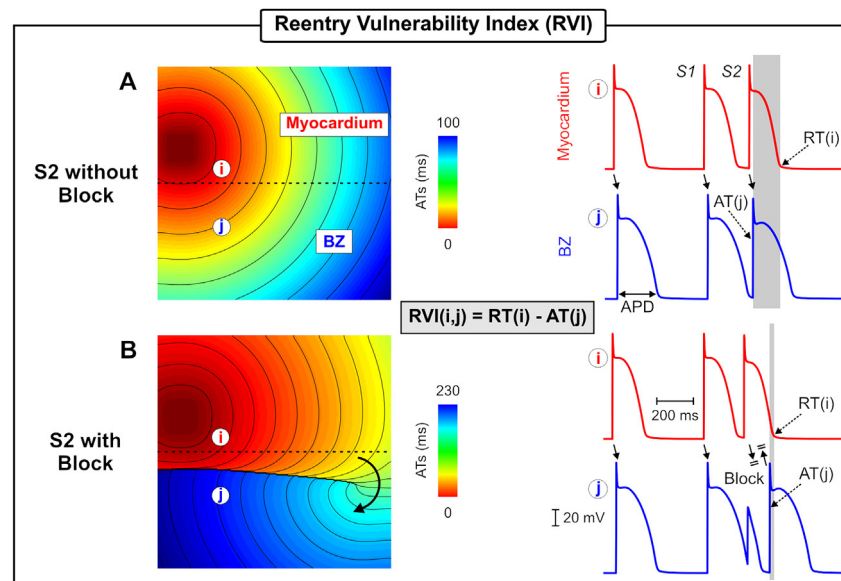 Reentry Vulnerability Index (RVI)
A
S2 without
Block
Myocardium
i
j
BZ
100
ATs (ms)
0
Myocardium
i
S1
S2
RT(i)
BZ
j
AT(j)
APD
RVI(i,j) = RT(i) - AT(j)
B
S2 with
Block
i
j
230
ATs (ms)
0
i
200 ms
RT(i)
j
Block
=
=
AT(j)
20 mV